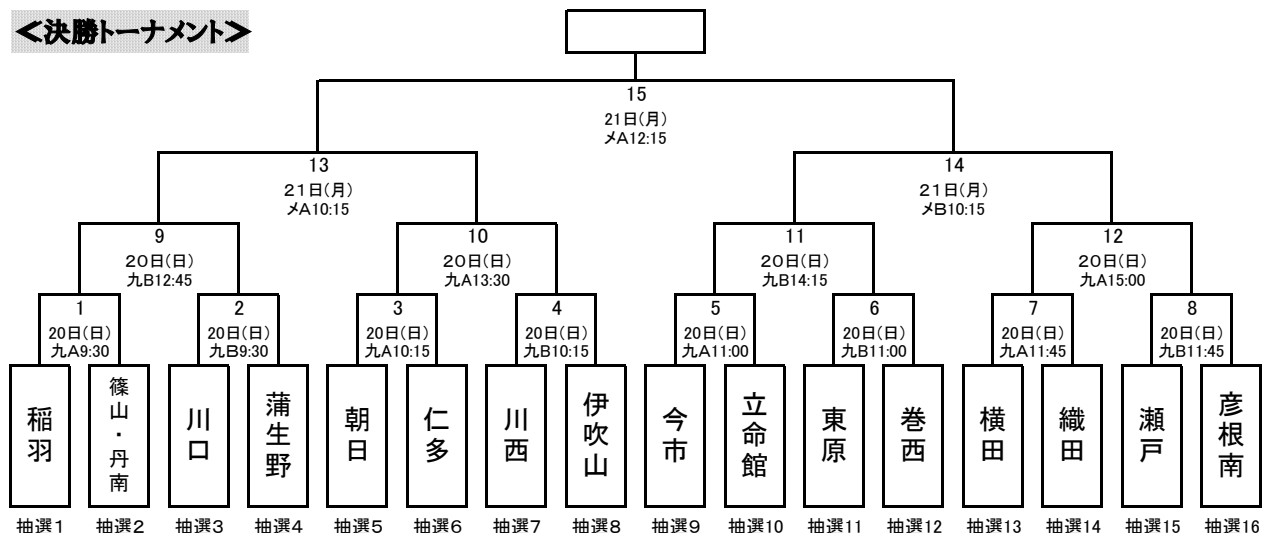 ≪決勝トーナメント≫
15
21日(月)
メA12:15
13
21日(月)
メA10:15
14
21日(月)
メB10:15
9
20日(日)
九B12:45
10
20日(日)
九A13:30
11
20日(日)
九B14:15
12
20日(日)
九A15:00
1
20日(日)
九A9:30
2
20日(日)
九B9:30
3
20日(日)
九A10:15
4
20日(日)
九B10:15
5
20日(日)
九A11:00
6
20日(日)
九B11:00
7
20日(日)
九A11:45
8
20日(日)
九B11:45
稲羽
篠山・丹南
川口
蒲生野
朝日
仁多
川西
伊吹山
今市
立命館
東原
巻西
横田
織田
瀬戸
彦根南
抽選1
抽選2
抽選3
抽選4
抽選5
抽選6
抽選7
抽選8
抽選9
抽選10
抽選11
抽選12
抽選13
抽選14
抽選15
抽選16